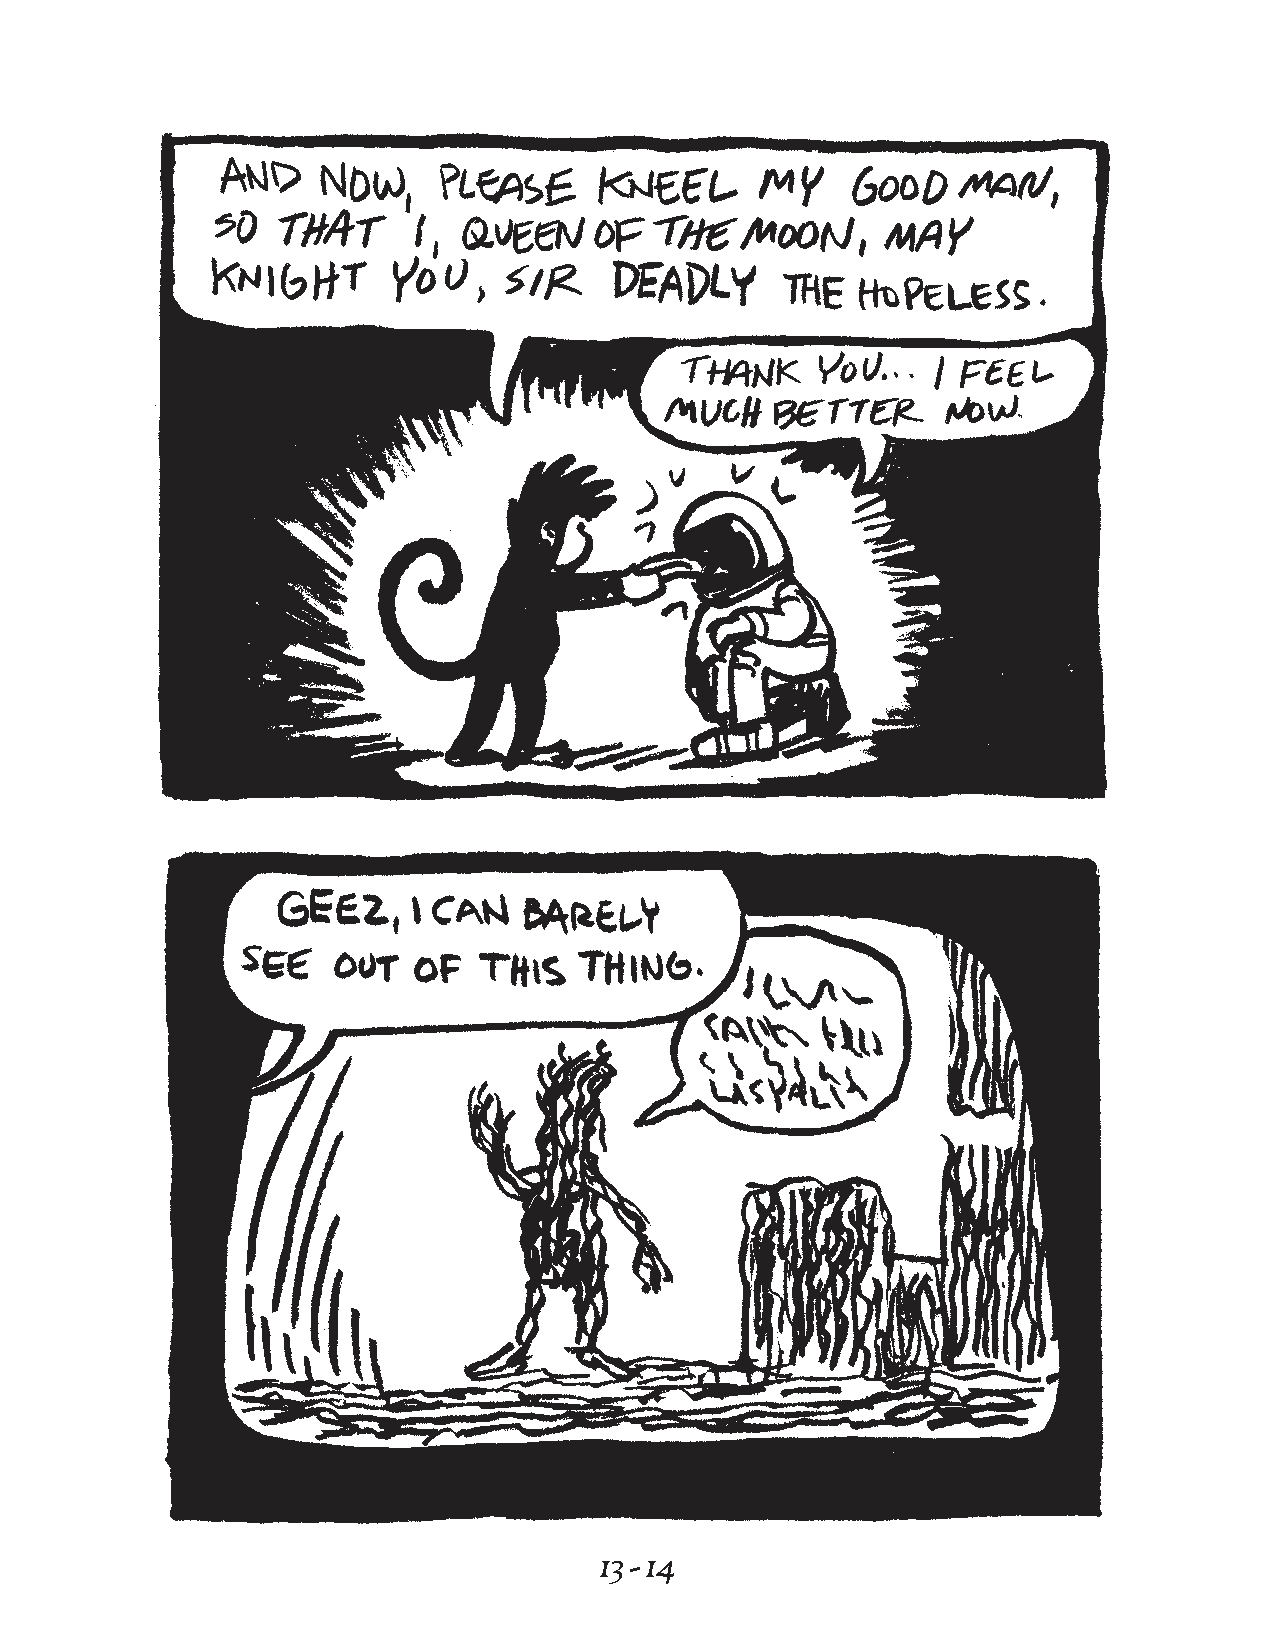 AND NOW, PLEASE KNEEL MY GOOD MAN,
SO THAT I, QUEEN OF THE MOON, MAY
KNIGHT YOU, SIR DEADLY THE HOPELESS.
THANK YOU... I FEEL
MUCH BETTER NOW.
GEEZ, I CAN BARELY
SEE OUT OF THIS THING.
13-14